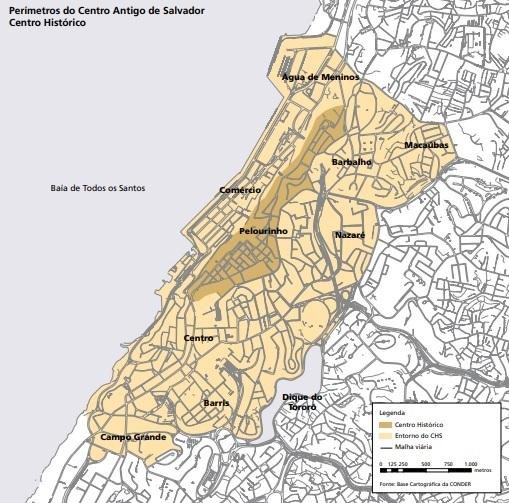 Perímetros do Centro Antigo de Salvador
Centro Histórico
Água de Meninos
Macaúbas
Barbalho
Baía de Todos os Santos
Comércio
Pelourinho
Nazaré
Centro
Dique do
Tororó
Barris
Campo Grande
Legenda
Centro Histórico
Entorno do CHS
Malha viária
0 125 250 500 750 1.000
metros
Fonte: Base Cartográfica da CONDER